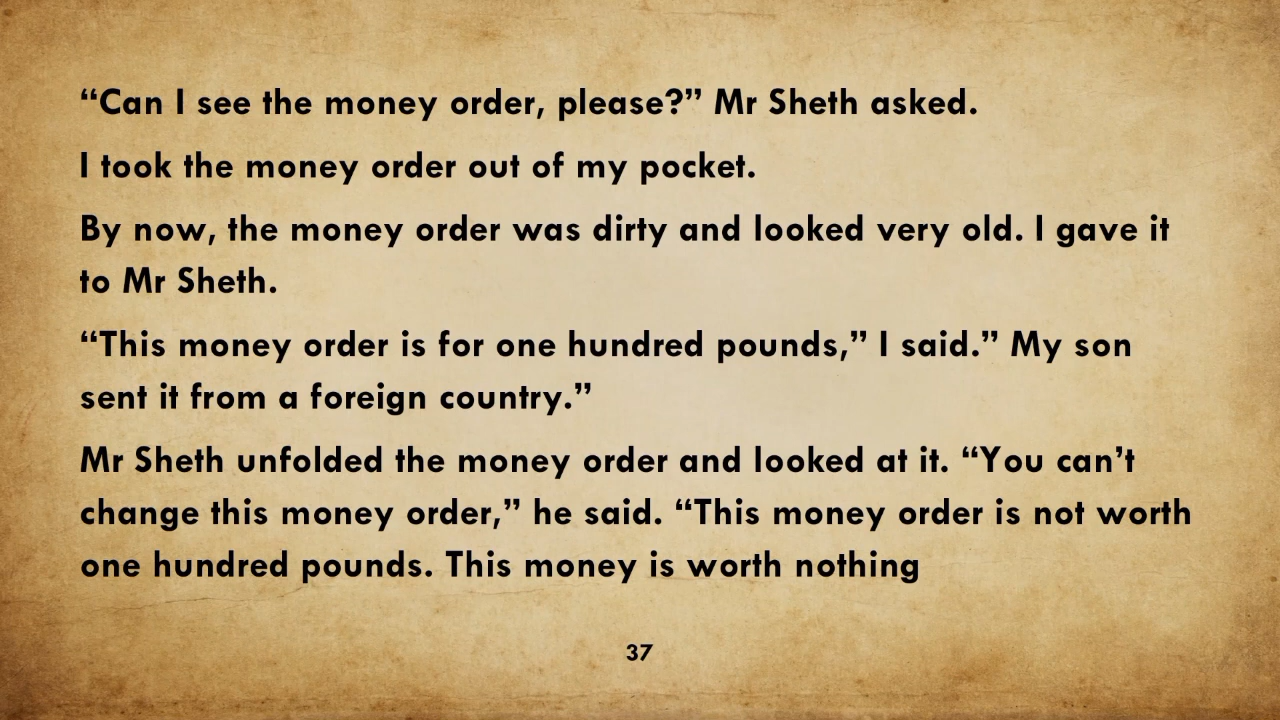 “Can I see the money order, please?” Mr Sheth asked.
I took the money order out of my pocket.
By now, the money order was dirty and looked very old. I gave it
to Mr Sheth.
“This money order is for one hundred pounds,” I said.” My son
sent it from a foreign country.”
Mr Sheth unfolded the money order and looked at it. “You can’t
change this money order,” he said. “This money order is not worth
one hundred pounds. This money is worth nothing
37